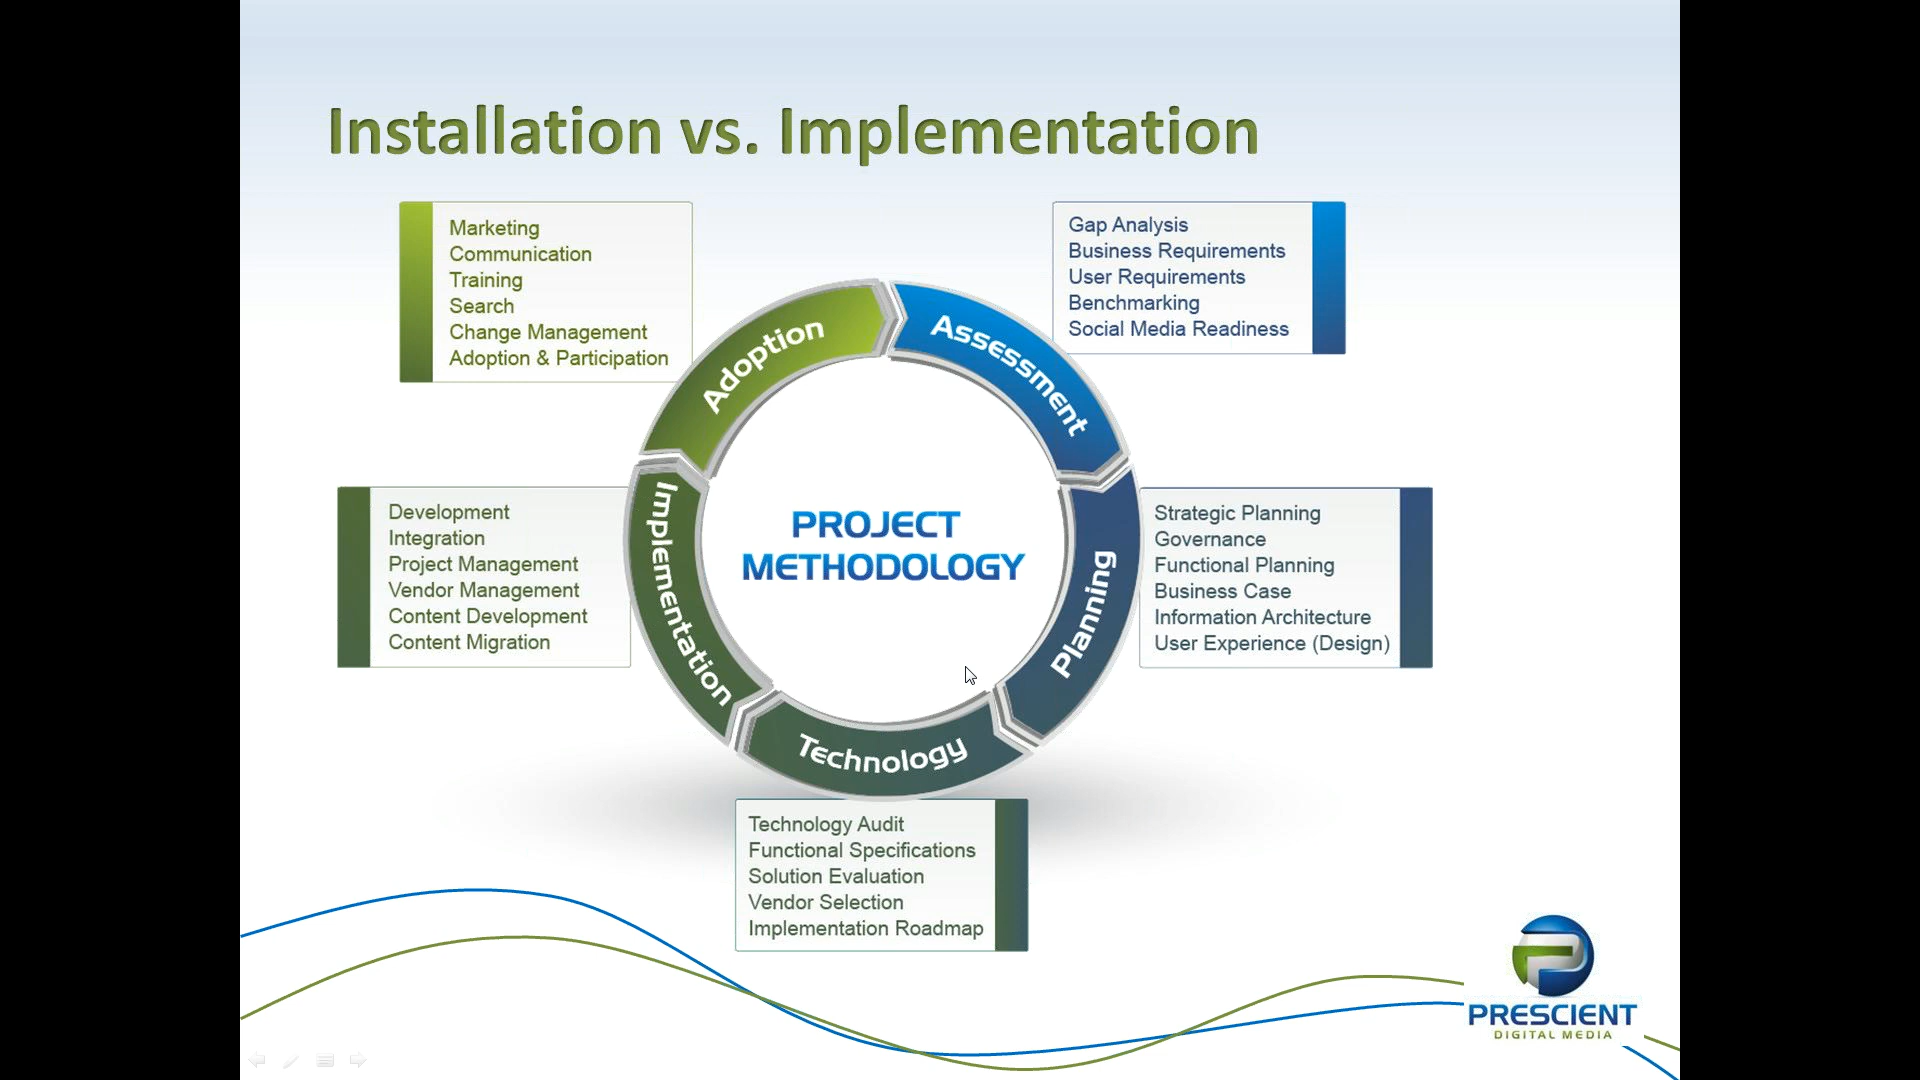 Installation vs. Implementation
Marketing
Communication
Training
Search
Change Management
Adoption & Participation
Gap Analysis
Business Requirements
User Requirements
Benchmarking
Social Media Readiness
Adoption
Assessment
PROJECT
METHODOLOGY
Implementation
Planning
Technology
Development
Integration
Project Management
Vendor Management
Content Development
Content Migration
Strategic Planning
Governance
Functional Planning
Business Case
Information Architecture
User Experience (Design)
Technology Audit
Functional Specifications
Solution Evaluation
Vendor Selection
Implementation Roadmap
PRESCIENT
DIGITAL MEDIA